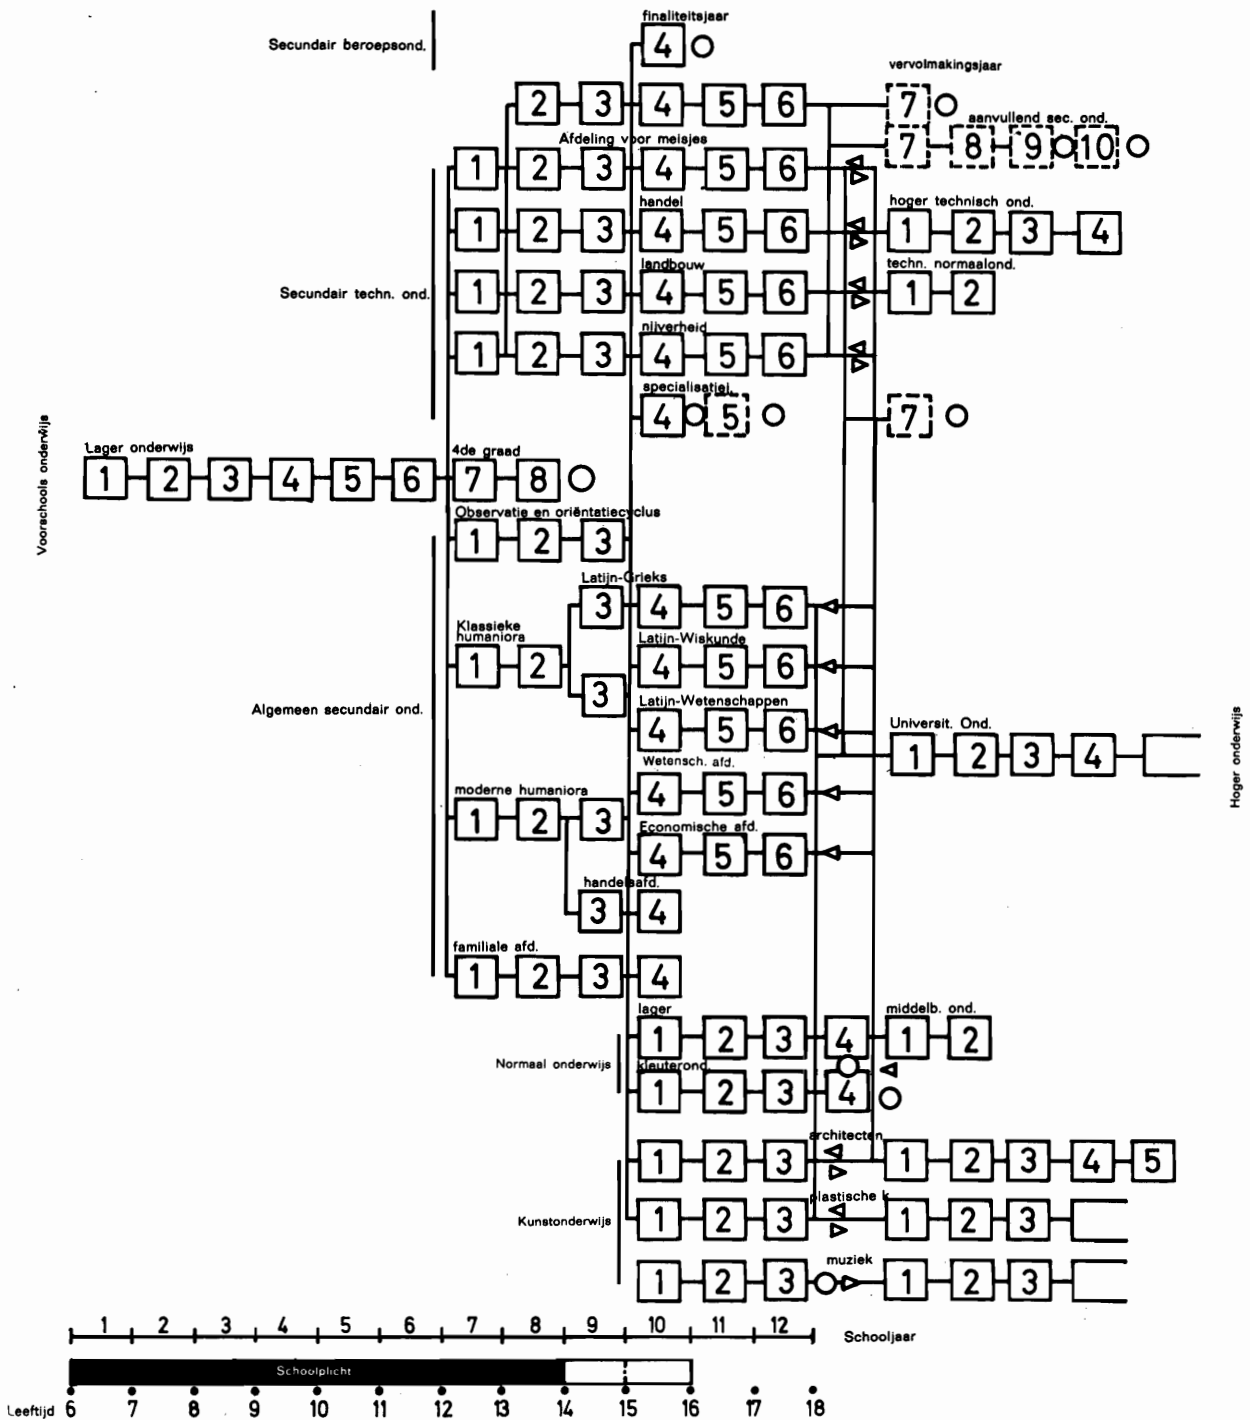 finaliteitsjaar
Secundair beroepsond.
4
vervolmakingsjaar
2 3 4 5 6 7
aanvullend sec. ond.
7 8 9 10
Afdeling voor meisjes
1 2 3 4 5 6
handel
hoger technisch ond.
1 2 3 4 5 6 1 2 3 4
landbouw
techn. normaalond.
Secundair techn. ond.
1 2 3 4 5 6 1 2
nijverheid
1 2 3 4 5 6
specialisatiej.
4 5 7
Voorschools onderwijs
Lager onderwijs
4de graad
1 2 3 4 5 6 7 8
Observatie en oriëntatiecyclus
1 2 3
Latijn-Grieks
3 4 5 6
Klassieke
humaniora
Latijn-Wiskunde
1 2 4 5 6
3
Latijn-Wetenschappen
Algemeen secundair ond.
4 5 6
Universit. Ond.
1 2 3 4
Hoger onderwijs
Wetensch. afd.
4 5 6
moderne humaniora
1 2 3
Economische afd.
4 5 6
handelsafd.
3 4
familiale afd.
1 2 3 4
lager
middelb. ond.
1 2 3 4 1 2
Normaal onderwijs
kleuterond.
1 2 3 4
architecten
1 2 3 1 2 3 4 5
plastische k
Kunstonderwijs
1 2 3 1 2 3
muziek
1 2 3 1 2 3
1 2 3 4 5 6 7 8 9 10 11 12 Schooljaar
Schoolplicht
Leeftijd 6 7 8 9 10 11 12 13 14 15 16 17 18